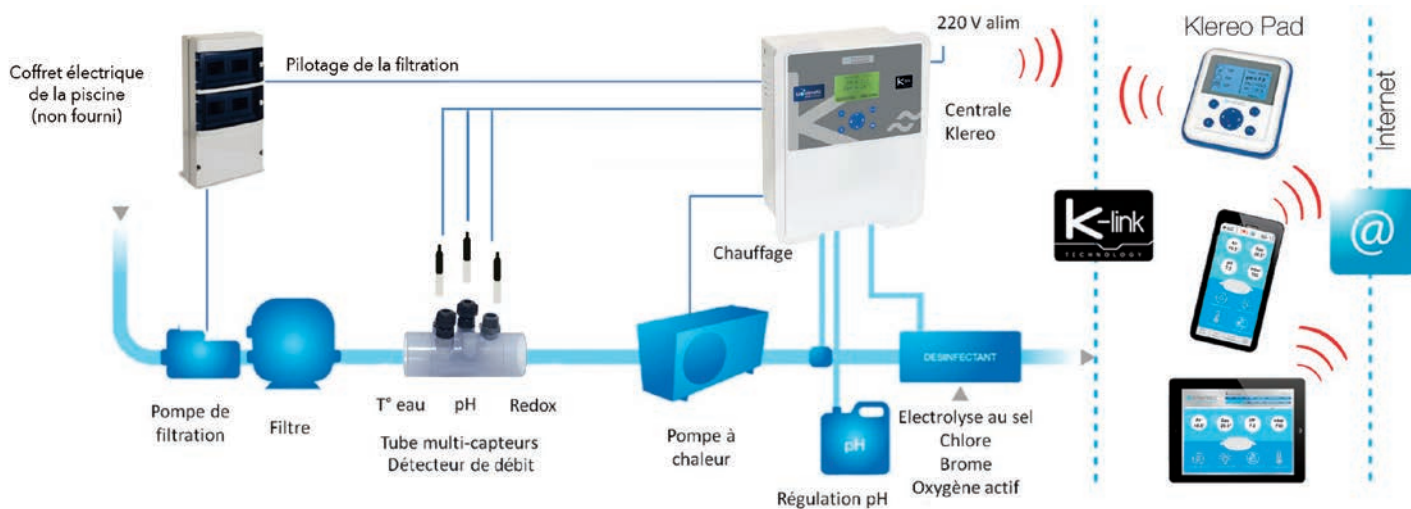 220 V alim
Klereo Pad
Coffret électrique
de la piscine
(non fourni)
Pilotage de la filtration
Centrale
Klereo
Internet
K-link
TECHNOLOGY
@
Chauffage
DESINFECTANT
Pompe de
filtration
Filtre
T° eau
pH
Redox
Tube multi-capteurs
Détecteur de débit
Pompe à
chaleur
pH
Régulation pH
Electrolyse au sel
Chlore
Brome
Oxygène actif